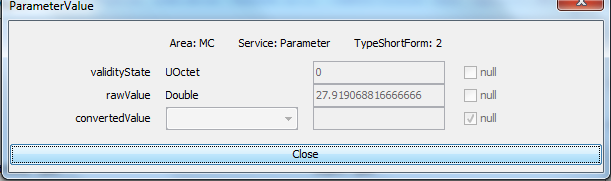 ParameterValue
Area: MC Service: Parameter TypeShortForm: 2
validityState UOctet 0 null
rawValue Double 27.919068816666666 null
convertedValue null
Close